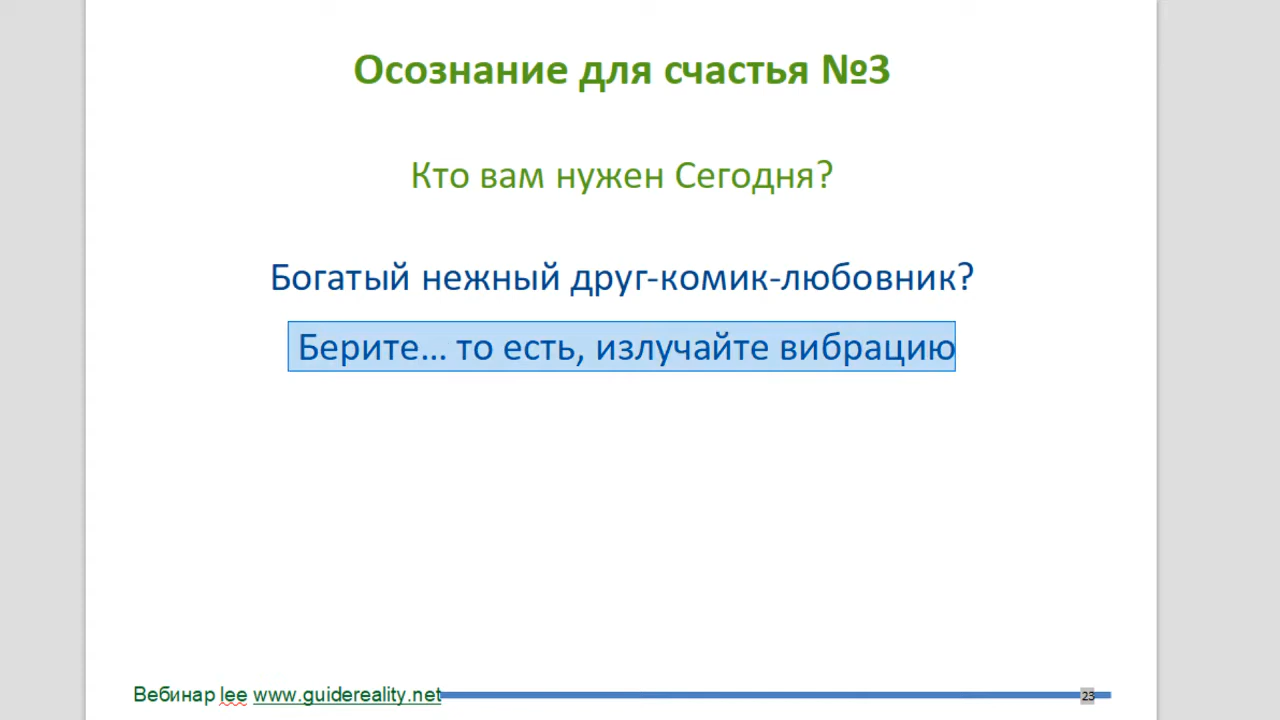 Осознание для счастья №3
Кто вам нужен Сегодня?
Богатый нежный друг-комик-любовник?
Берите... то есть, излучайте вибрацию
Вебинар lee www.guidereality.net
23